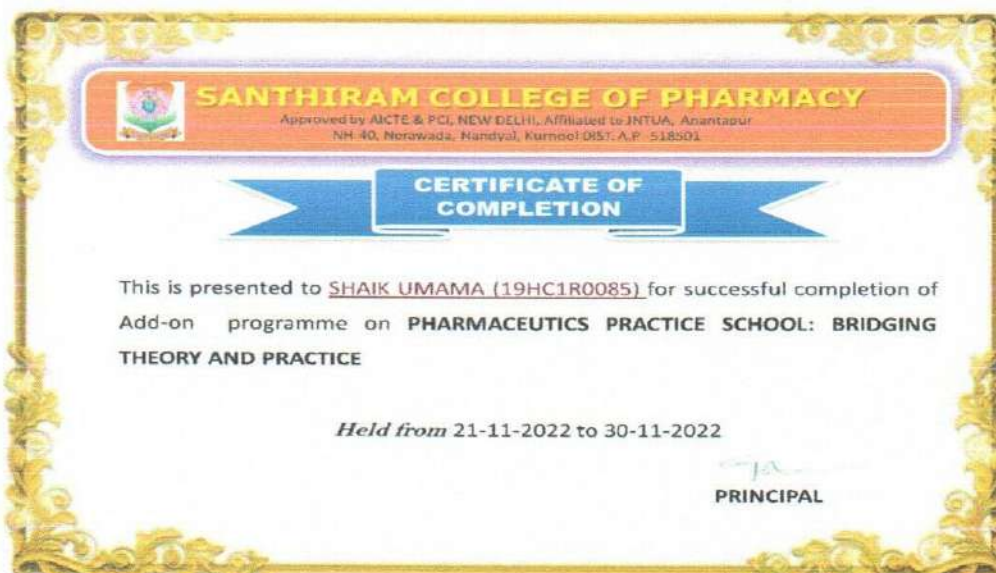 SANTHIRAM COLLEGE OF PHARMACY
Approved by AICTE & PCI, NEW DELHI, Affiliated to JNTUA, Anantapur
NH-40, Nerawada, Nandyal, Kurnool DIST. A.P 518501
CERTIFICATE OF
COMPLETION
This is presented to SHAIK UMAMA (19HC1R0085) for successful completion of
Add-on programme on PHARMACEUTICS PRACTICE SCHOOL: BRIDGING
THEORY AND PRACTICE
Held from 21-11-2022 to 30-11-2022
PRINCIPAL